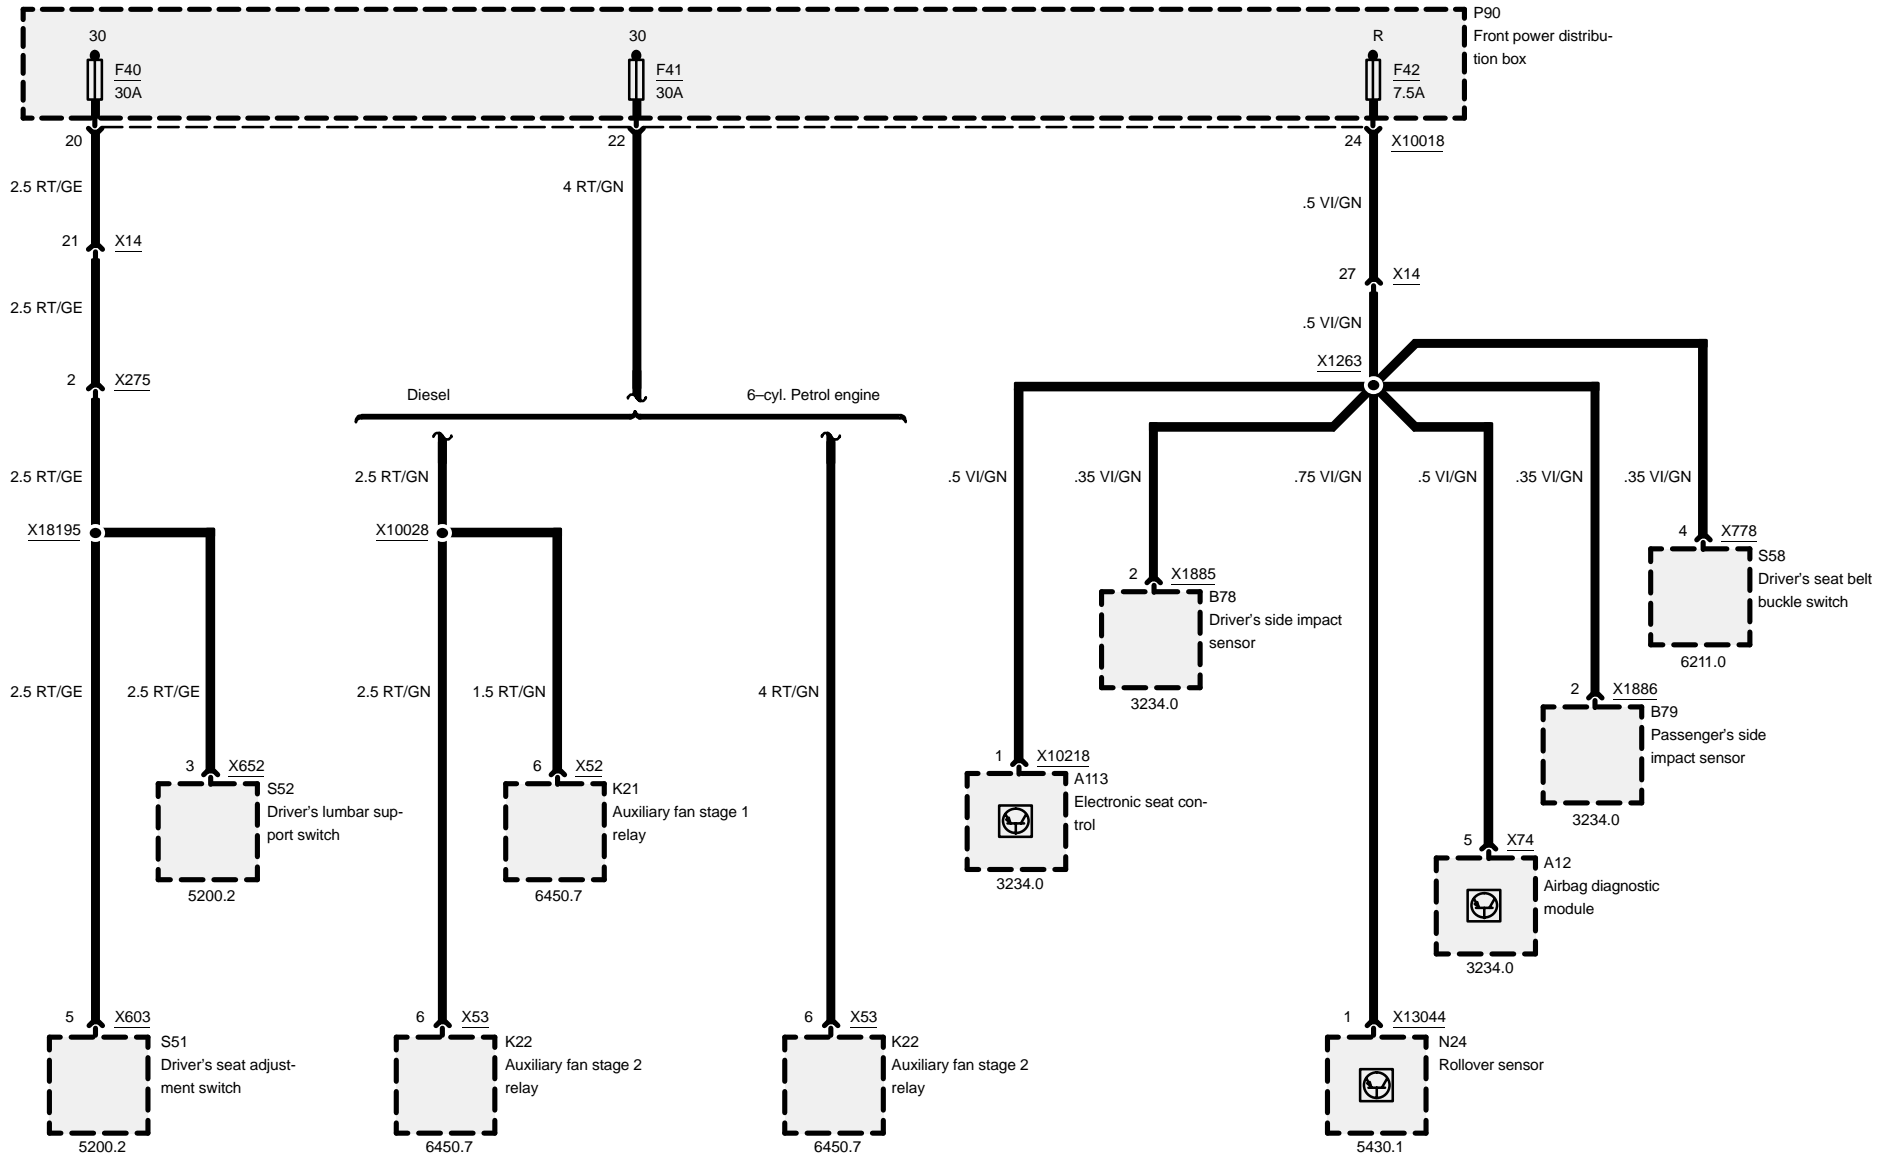 P90
30
30
R
Front power distribu-
tion box
F40
F41
F42
30A
30A
7.5A
20
22
24
X10018
2.5 RT/GE
4 RT/GN
.5 VI/GN
21
X14
27
X14
2.5 RT/GE
.5 VI/GN
X1263
2
X275
Diesel
6–cyl. Petrol engine
2.5 RT/GE
2.5 RT/GN
.5 VI/GN
.35 VI/GN
.75 VI/GN
.5 VI/GN
.35 VI/GN
.35 VI/GN
X18195
X10028
4
X778
S58
Driver's seat belt
buckle switch
6211.0
2
X1885
B78
Driver's side impact
sensor
3234.0
2.5 RT/GE
2.5 RT/GE
2.5 RT/GN
1.5 RT/GN
4 RT/GN
2
X1886
B79
Passenger's side
impact sensor
3234.0
3
X652
S52
Driver's lumbar sup-
port switch
5200.2
6
X52
K21
Auxiliary fan stage 1
relay
6450.7
1
X10218
A113
Electronic seat con-
trol
3234.0
5
X74
A12
Airbag diagnostic
module
3234.0
5
X603
S51
Driver's seat adjust-
ment switch
5200.2
6
X53
K22
Auxiliary fan stage 2
relay
6450.7
6
X53
K22
Auxiliary fan stage 2
relay
6450.7
1
X13044
N24
Rollover sensor
5430.1